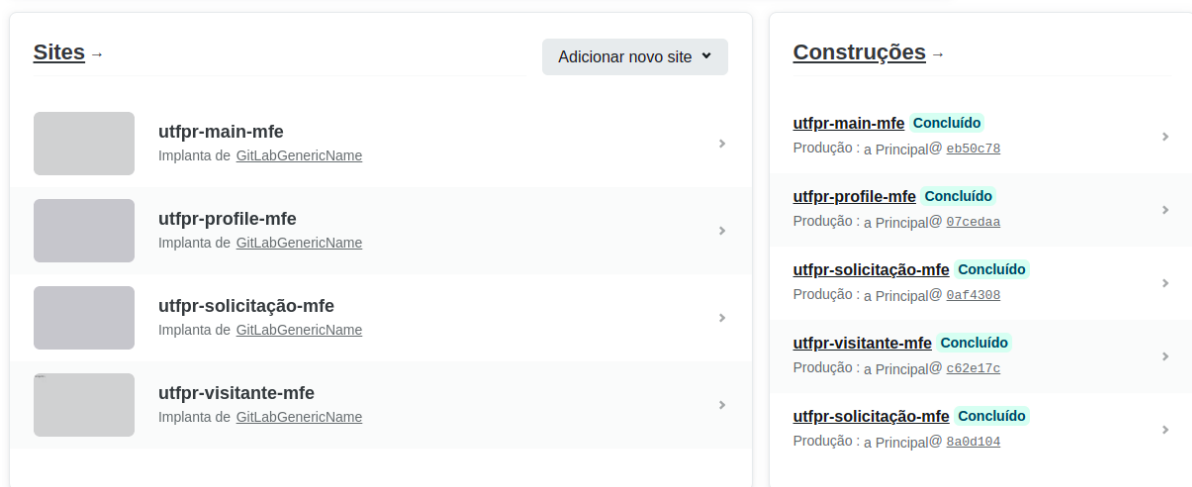 Sites →
Adicionar novo site
utfpr-main-mfe
Implanta de GitLabGenericName
utfpr-profile-mfe
Implanta de GitLabGenericName
utfpr-solicitação-mfe
Implanta de GitLabGenericName
utfpr-visitante-mfe
Implanta de GitLabGenericName
Construções →
utfpr-main-mfe Concluído
Produção : a Principal@ eb50c78
utfpr-profile-mfe Concluído
Produção : a Principal@ 07cedaa
utfpr-solicitação-mfe Concluído
Produção : a Principal@ 0af4308
utfpr-visitante-mfe Concluído
Produção : a Principal@ c62e17c
utfpr-solicitação-mfe Concluído
Produção : a Principal@ 8a0d104